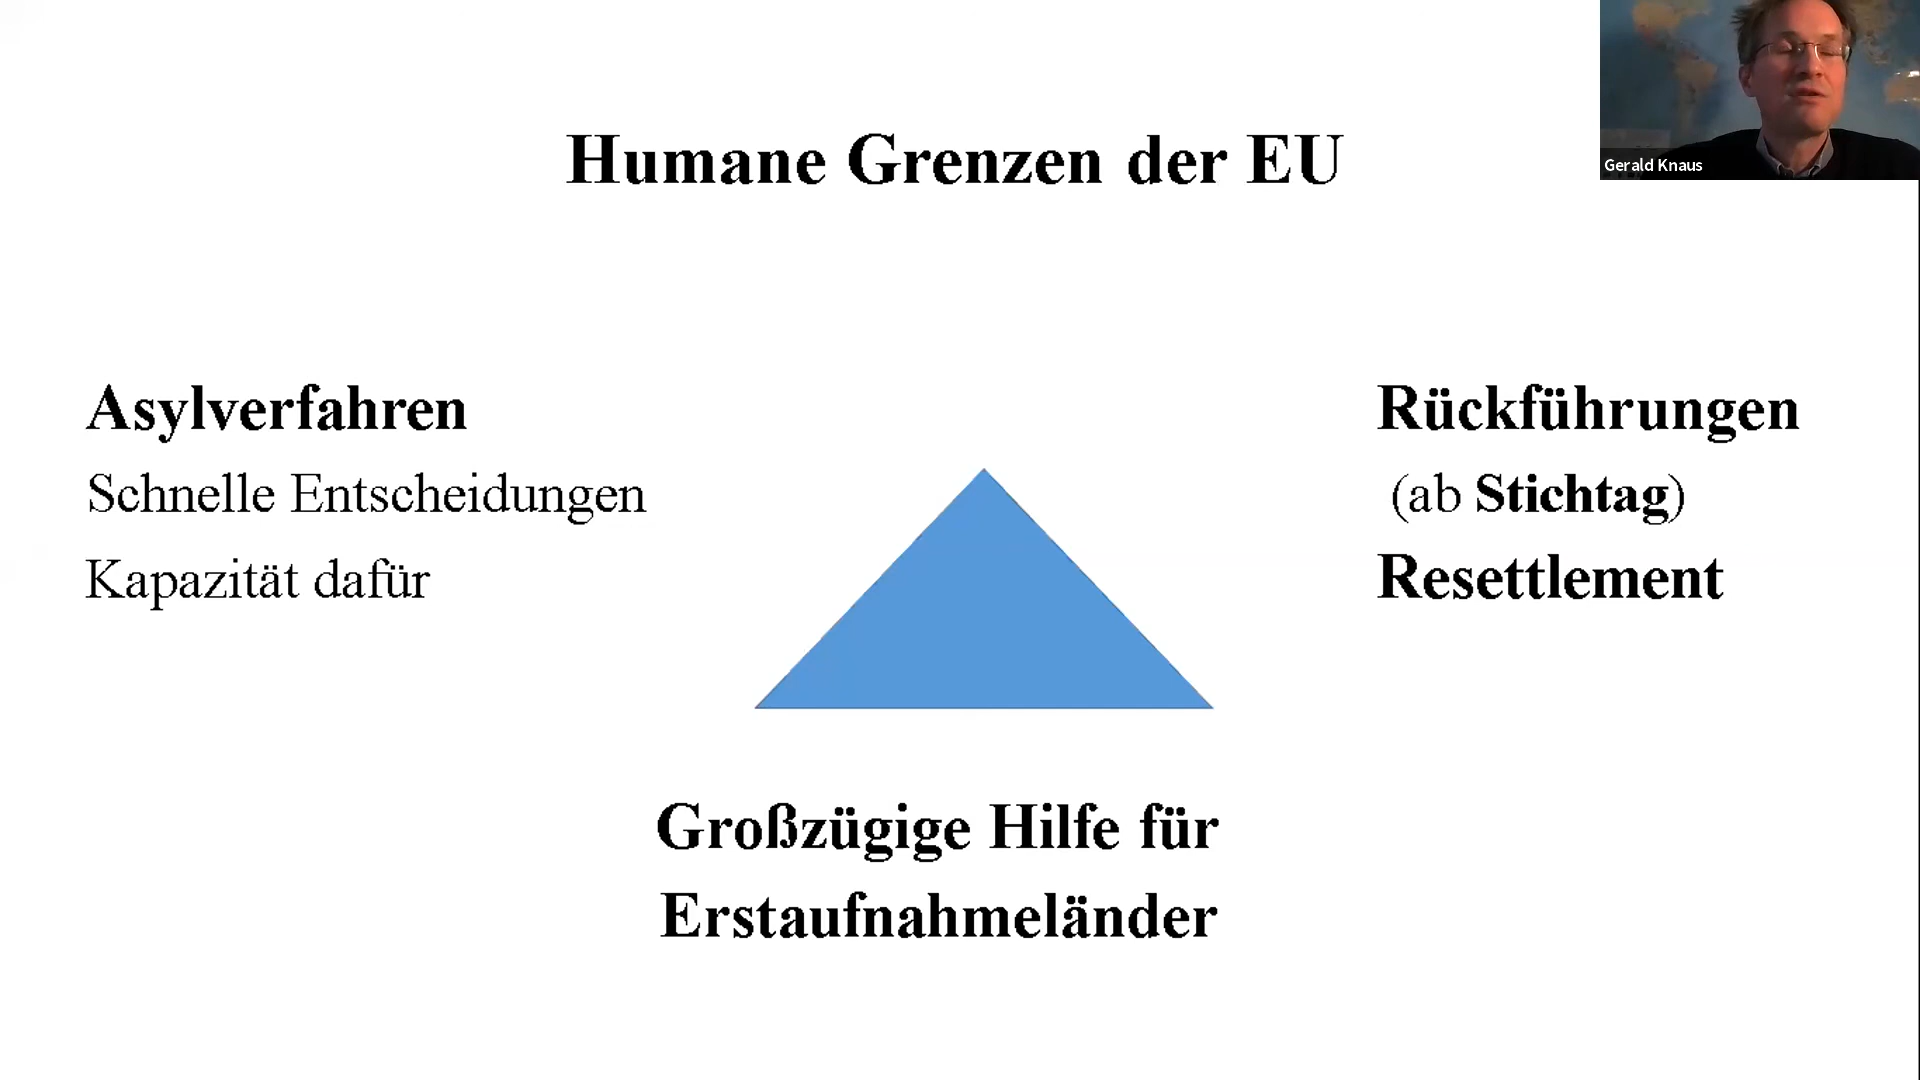 Humane Grenzen der EU
Gerald Knaus
Asylverfahren
Schnelle Entscheidungen
Kapazität dafür
Rückführungen
(ab Stichtag)
Resettlement
Großzügige Hilfe für
Erstaufnahmeländer